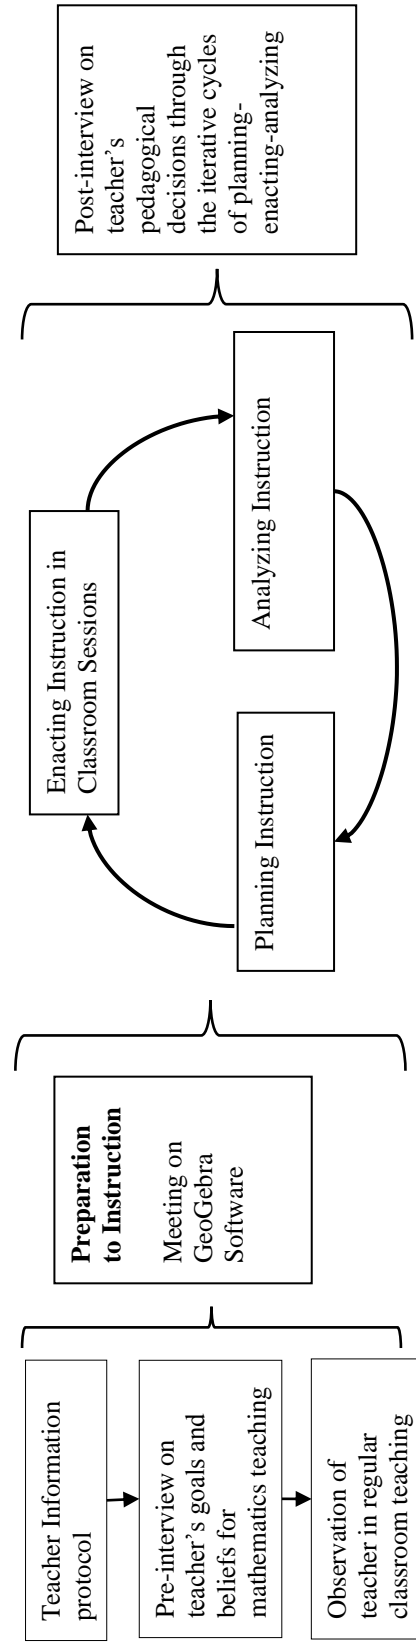 Teacher Information
protocol
Pre-interview on
teacher's goals and
beliefs for
mathematics teaching
Observation of
teacher in regular
classroom teaching
Preparation
to Instruction
Meeting on
GeoGebra
Software
Enacting Instruction in
Classroom Sessions
Planning Instruction
Analyzing Instruction
Post-interview on
teacher's
pedagogical
decisions through
the iterative cycles
of planning-
enacting-analyzing